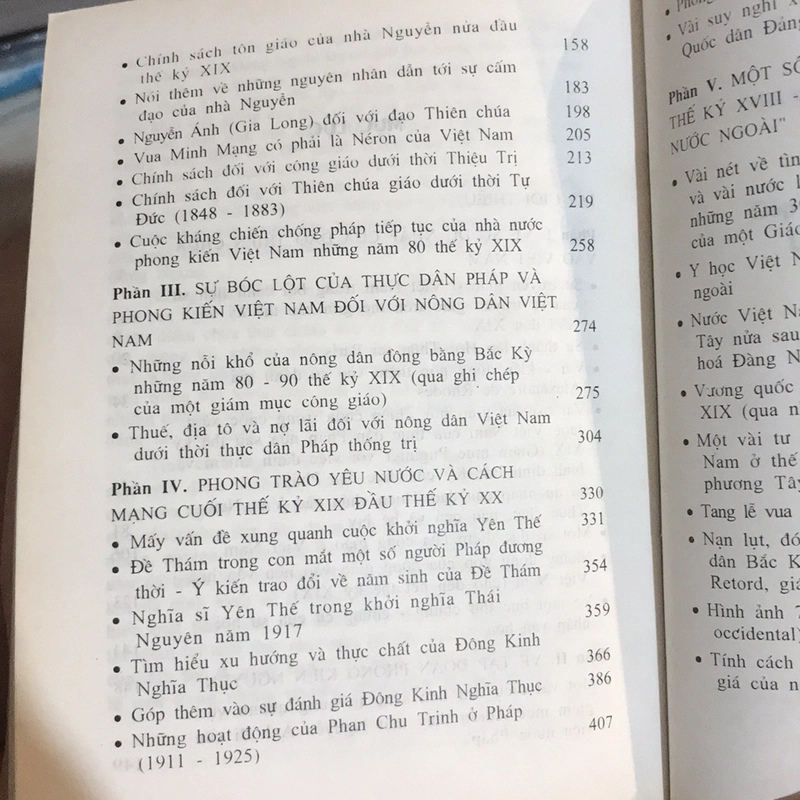 • Chính sách tôn giáo của nhà Nguyễn nửa đầu
thế kỷ XIX 158
• Nói thêm về những nguyên nhân dẫn tới sự cấm
đạo của nhà Nguyễn 183
• Nguyễn Ánh (Gia Long) đối với đạo Thiên chúa 198
• Vua Minh Mạng có phải là Néron của Việt Nam 205
• Chính sách đối với công giáo dưới thời Thiệu Trị 213
• Chính sách đối với Thiên chúa giáo dưới thời Tự
Đức (1848 - 1883) 219
• Cuộc kháng chiến chống pháp tiếp tục của nhà nước
phong kiến Việt Nam những năm 80 thế kỷ XIX 258
Phần III. SỰ BÓC LỘT CỦA THỰC DÂN PHÁP VÀ
PHONG KIẾN VIỆT NAM ĐỐI VỚI NÔNG DÂN VIỆT
NAM 274
• Những nỗi khổ của nông dân đồng bằng Bắc Kỳ
những năm 80 - 90 thế kỷ XIX (qua ghi chép
của một giám mục công giáo) 275
• Thuế, địa tô và nợ lãi đối với nông dân Việt Nam
dưới thời thực dân Pháp thống trị 304
Phần IV. PHONG TRÀO YÊU NƯỚC VÀ CÁCH
MẠNG CUỐI THẾ KỶ XIX ĐẦU THẾ KỶ XX 330
• Mấy vấn đề xung quanh cuộc khởi nghĩa Yên Thế 331
• Đề Thám trong con mắt một số người Pháp đương
thời - Ý kiến trao đổi về năm sinh của Đề Thám 354
• Nghĩa sĩ Yên Thế trong khởi nghĩa Thái
Nguyên năm 1917 359
• Tìm hiểu xu hướng và thực chất của Đông Kinh
Nghĩa Thục 366
• Góp thêm vào sự đánh giá Đông Kinh Nghĩa Thục 386
• Những hoạt động của Phan Chu Trinh ở Pháp
(1911 - 1925) 407
• Vài suy nghĩ
Quốc dân Đảng
Phần V. MỘT SỐ
THẾ KỶ XVIII -
NƯỚC NGOÀI"
• Vài nét về
và vài nước
những năm
của một Giáo
• Y học Việt
ngoài
• Nước Việt
Tây nửa sau
hoá Đàng
• Vương quốc
XIX (qua
• Một vài tư
Nam ở thế
phương Tây
• Tang lễ vua
• Nạn lụt,
dân Bắc
Retord,
• Hình ảnh
occidental)
• Tính cách
giá của